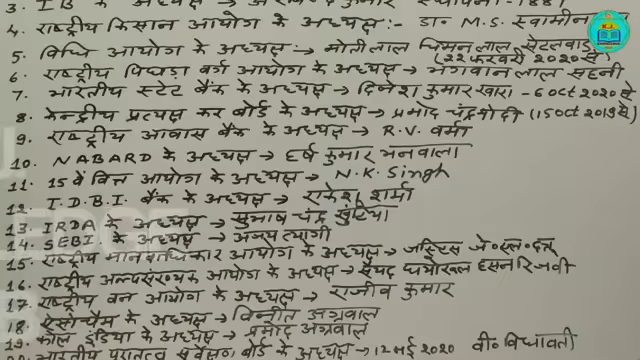 3. I.B के अध्यक्ष → अरविन्द कुमार स्थापना - 1887
4. राष्ट्रीय किसान आयोग के अध्यक्ष :- डा॰ M.S. स्वामीनाथन
5. विधि आयोग के अध्यक्ष → मोतीलाल चिमनलाल सेतलवाड
(22 फरवरी 2020 से)
6. राष्ट्रीय पिछड़ा वर्ग आयोग के अध्यक्ष → भगवान लाल सहनी
7. भारतीय स्टेट बैंक के अध्यक्ष → दिनेश कुमार खारा - 6 Oct 2020 से
8. केन्द्रीय प्रत्यक्ष कर बोर्ड के अध्यक्ष → प्रमोद चंद्र मोदी (15 Oct 2019 से)
9. राष्ट्रीय आवास बैंक के अध्यक्ष → R.V. वर्मा
10. NABARD के अध्यक्ष → हर्ष कुमार भनवाला
11. 15 वें वित्त आयोग के अध्यक्ष → N.K. Singh
12. I.D.B.I बैंक के अध्यक्ष → राकेश शर्मा
13. IRDA के अध्यक्ष → सुभाष चंद्र खुंटिया
14. SEBI के अध्यक्ष → अजय त्यागी
15. राष्ट्रीय मानवाधिकार आयोग के अध्यक्ष → जस्टिस जे॰एल॰दत्तू
16. राष्ट्रीय अल्पसंख्यक आयोग के अध्यक्ष → सैयद घयोरुल हसन रिजवी
17. राष्ट्रीय वन आयोग के अध्यक्ष → राजीव कुमार
18. ऐसोचैम के अध्यक्ष → विनीत अग्रवाल
19. कोल इंडिया के अध्यक्ष → प्रमोद अग्रवाल
20. भारतीय पुरातत्व सर्वेक्षण बोर्ड के अध्यक्ष → 12 मई 2020 वी॰ विद्यावती